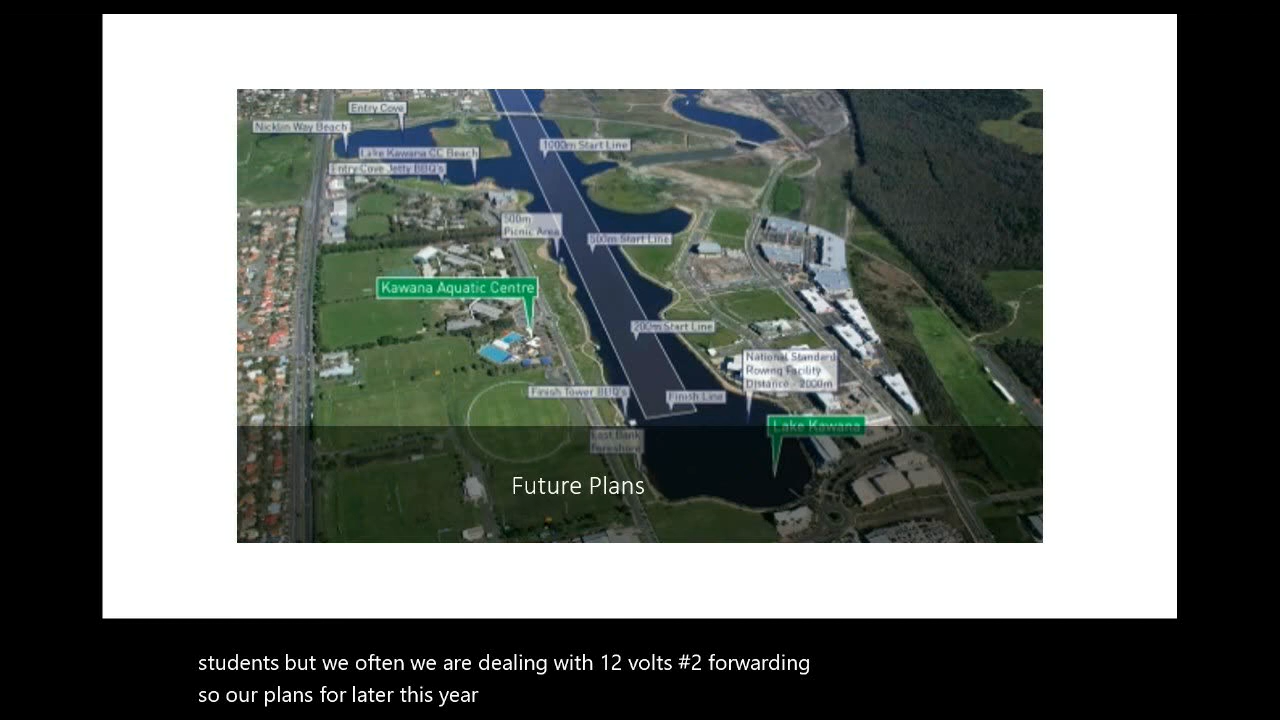 Entry Cove
Nicklin Way Beach
Lake Kawana CC Beach
Entry Cove Jetty BBQ's
1000m Start Line
500m
Picnic Area
500m Start Line
Kawana Aquatic Centre
200m Start Line
National Standard
Rowing Facility
Distance - 2000m
Finish Tower BBQ's
Finish Line
Lake Kawana
East Bank
Foreshore
Future Plans
students but we often we are dealing with 12 volts #2 forwarding
so our plans for later this year